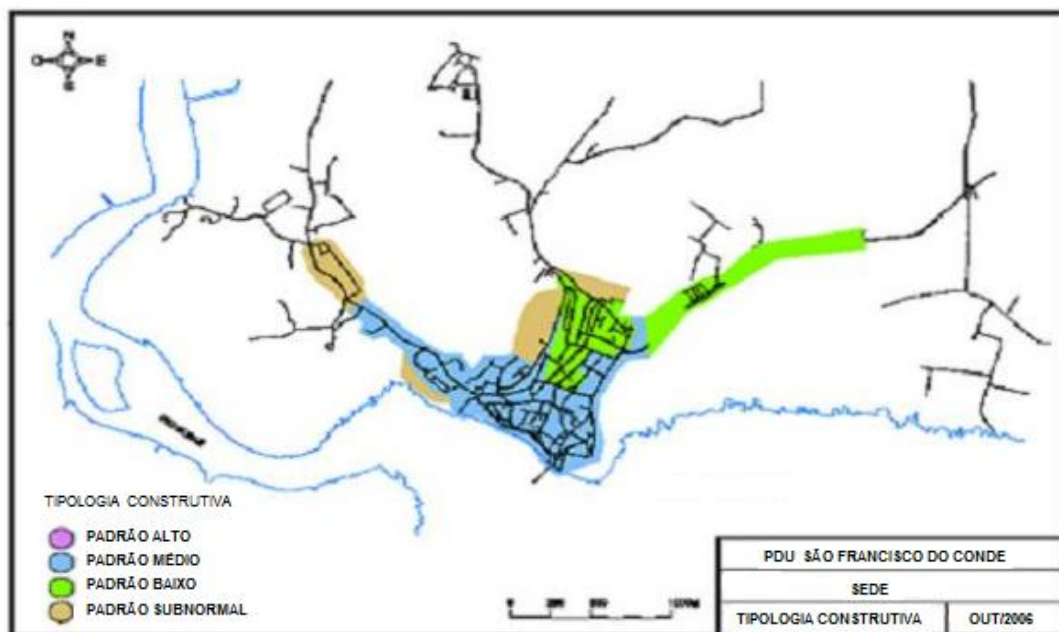 N
O E
S
TIPOLOGIA CONSTRUTIVA
PADRÃO ALTO
PADRÃO MÉDIO
PADRÃO BAIXO
PADRÃO SUBNORMAL
0
PDU SÃO FRANCISCO DO CONDE
SEDE
TIPOLOGIA CONSTRUTIVA OUT/2006